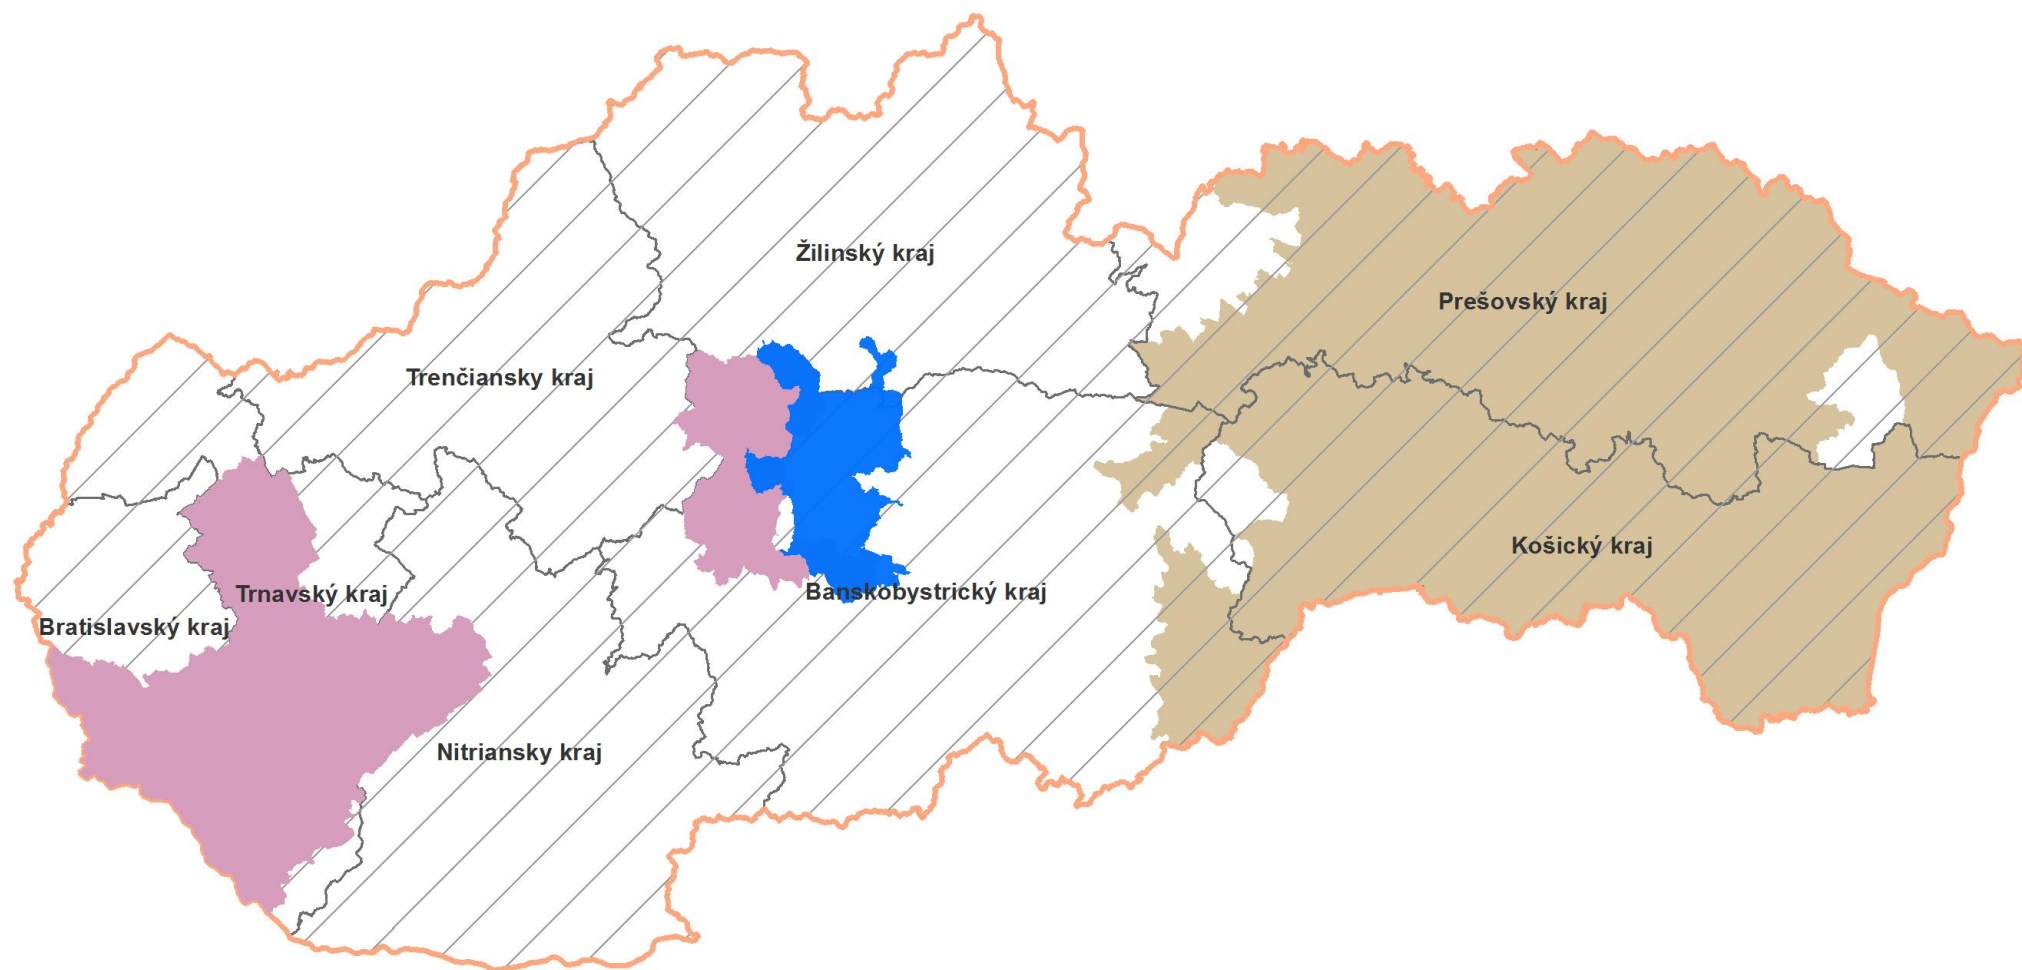 Žilinský kraj
Prešovský kraj
Trenčiansky kraj
Košický kraj
Trnavský kraj
Banskobystrický kraj
Bratislavský kraj
Nitriansky kraj